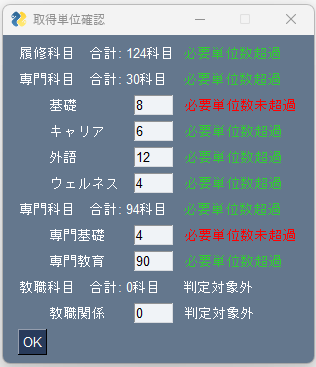 取得単位確認
履修科目 合計: 124科目 必要単位数超過
専門科目 合計: 30科目 必要単位数超過
基礎 8 必要単位数未超過
キャリア 6 必要単位数超過
外語 12 必要単位数超過
ウェルネス 4 必要単位数超過
専門科目 合計: 94科目 必要単位数超過
専門基礎 4 必要単位数未超過
専門教育 90 必要単位数超過
教職科目 合計: 0科目 判定対象外
教職関係 0 判定対象外
OK